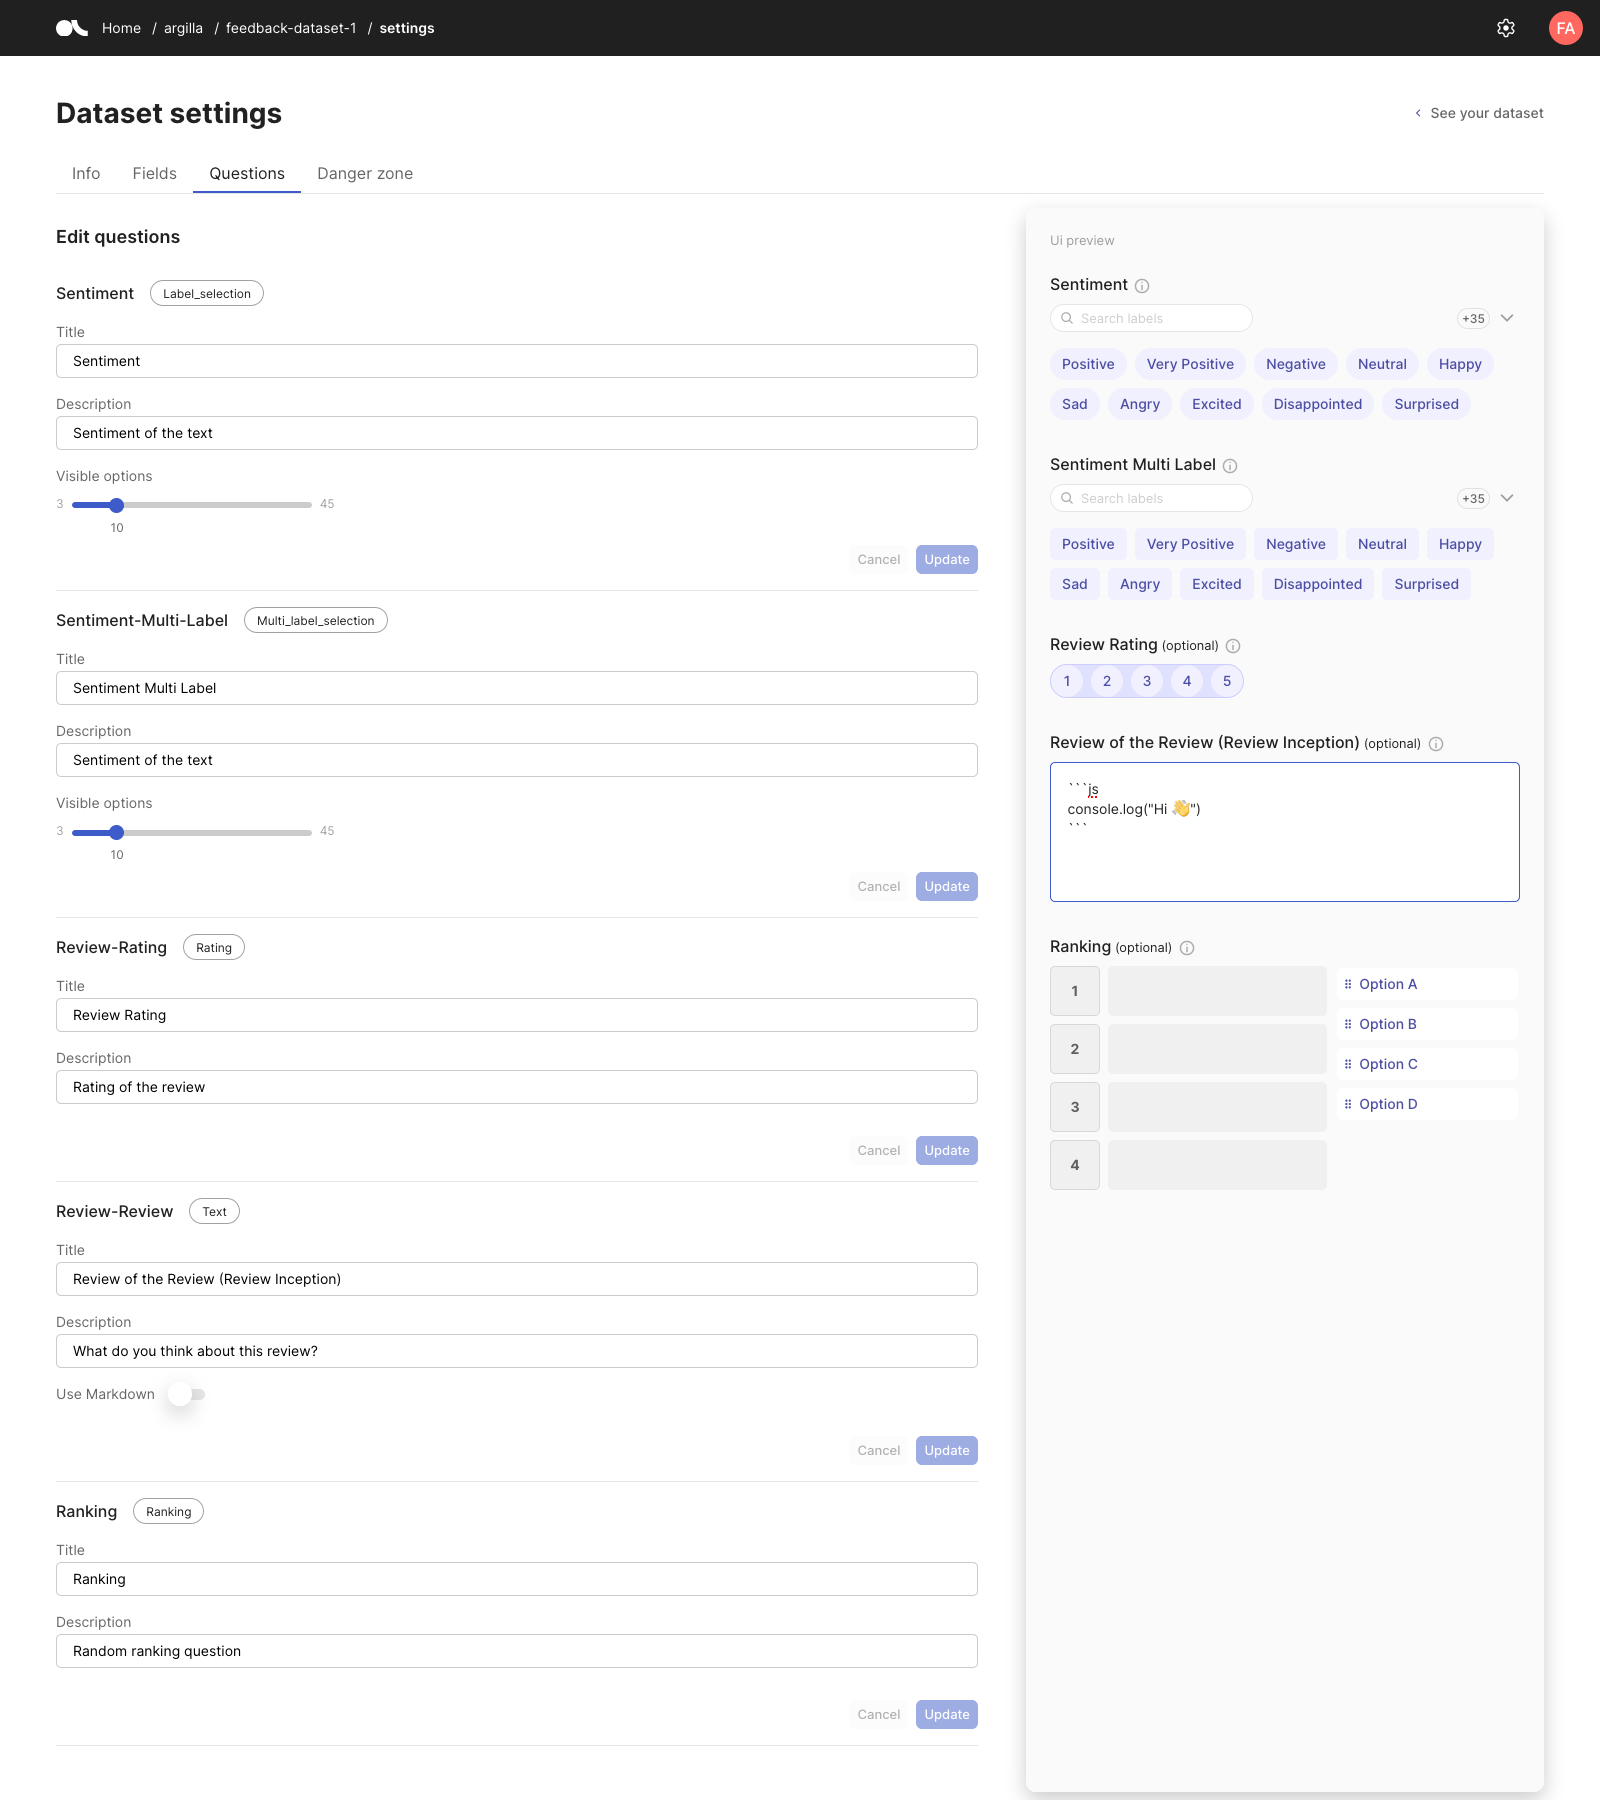 Home / argilla / feedback-dataset-1 / settings
FA
Dataset settings
See your dataset
Info Fields Questions Danger zone
Edit questions
Sentiment Label_selection
Title
Sentiment
Description
Sentiment of the text
Visible options
3 45
10
Cancel Update
Sentiment-Multi-Label Multi_label_selection
Title
Sentiment Multi Label
Description
Sentiment of the text
Visible options
3 45
10
Cancel Update
Review-Rating Rating
Title
Review Rating
Description
Rating of the review
Cancel Update
Review-Review Text
Title
Review of the Review (Review Inception)
Description
What do you think about this review?
Use Markdown
Cancel Update
Ranking Ranking
Title
Ranking
Description
Random ranking question
Cancel Update
Ui preview
Sentiment
Search labels +35
Positive Very Positive Negative Neutral Happy
Sad Angry Excited Disappointed Surprised
Sentiment Multi Label
Search labels +35
Positive Very Positive Negative Neutral Happy
Sad Angry Excited Disappointed Surprised
Review Rating (optional)
1 2 3 4 5
Review of the Review (Review Inception) (optional)
```js
console.log("Hi 👋")
```
Ranking (optional)
1 Option A
2 Option B
3 Option C
4 Option D